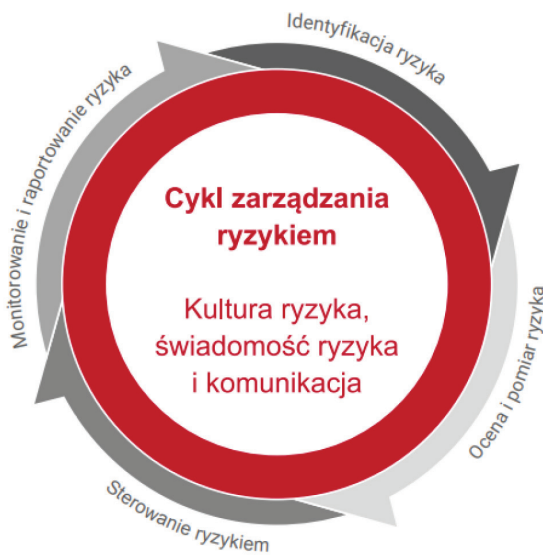 Identyfikacja ryzyka
Monitorowanie i raportowanie ryzyka
Cykl zarządzania
ryzykiem
Kultura ryzyka,
świadomość ryzyka
i komunikacja
Ocena i pomiar ryzyka
Sterowanie ryzykiem